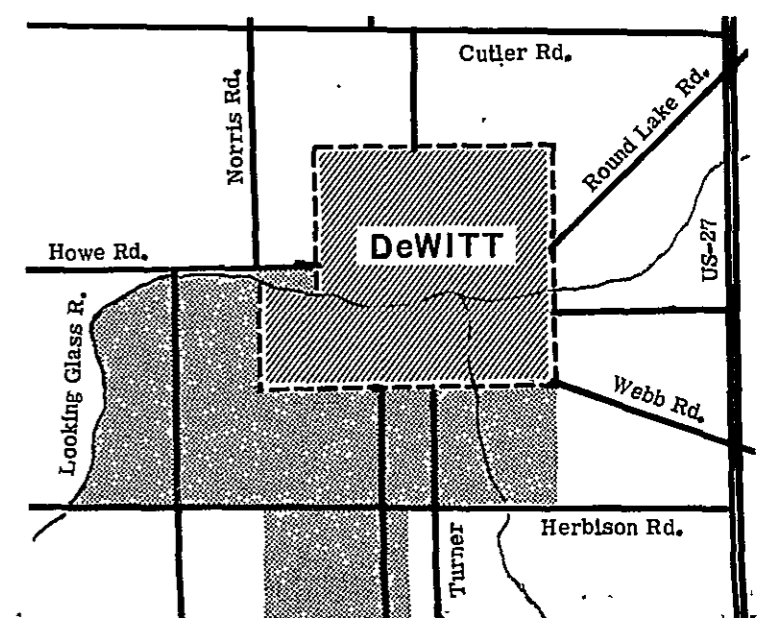 Cutler Rd.
Norris Rd.
Round Lake Rd.
DeWITT
Howe Rd.
US-27
Looking Glass R.
Webb Rd.
Herbison Rd.
Turner